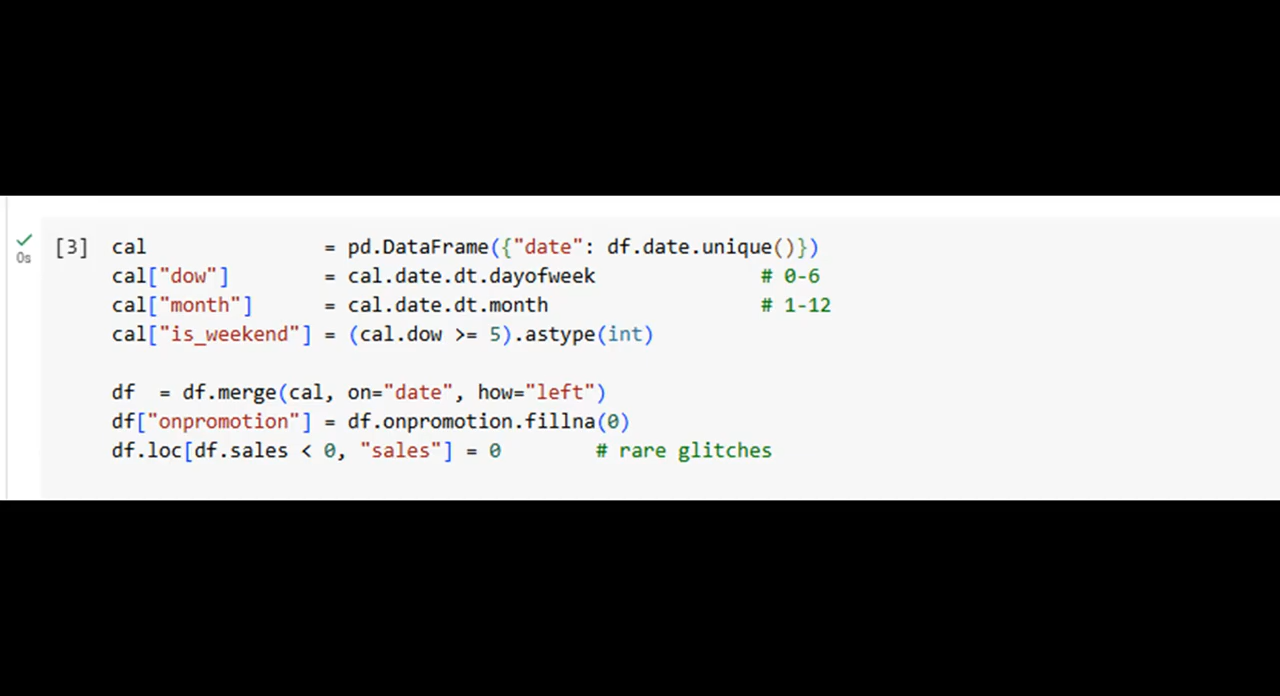 [3] cal = pd.DataFrame({"date": df.date.unique()})
0s
cal["dow"] = cal.date.dt.dayofweek # 0-6
cal["month"] = cal.date.dt.month # 1-12
cal["is_weekend"] = (cal.dow >= 5).astype(int)
df = df.merge(cal, on="date", how="left")
df["onpromotion"] = df.onpromotion.fillna(0)
df.loc[df.sales < 0, "sales"] = 0 # rare glitches